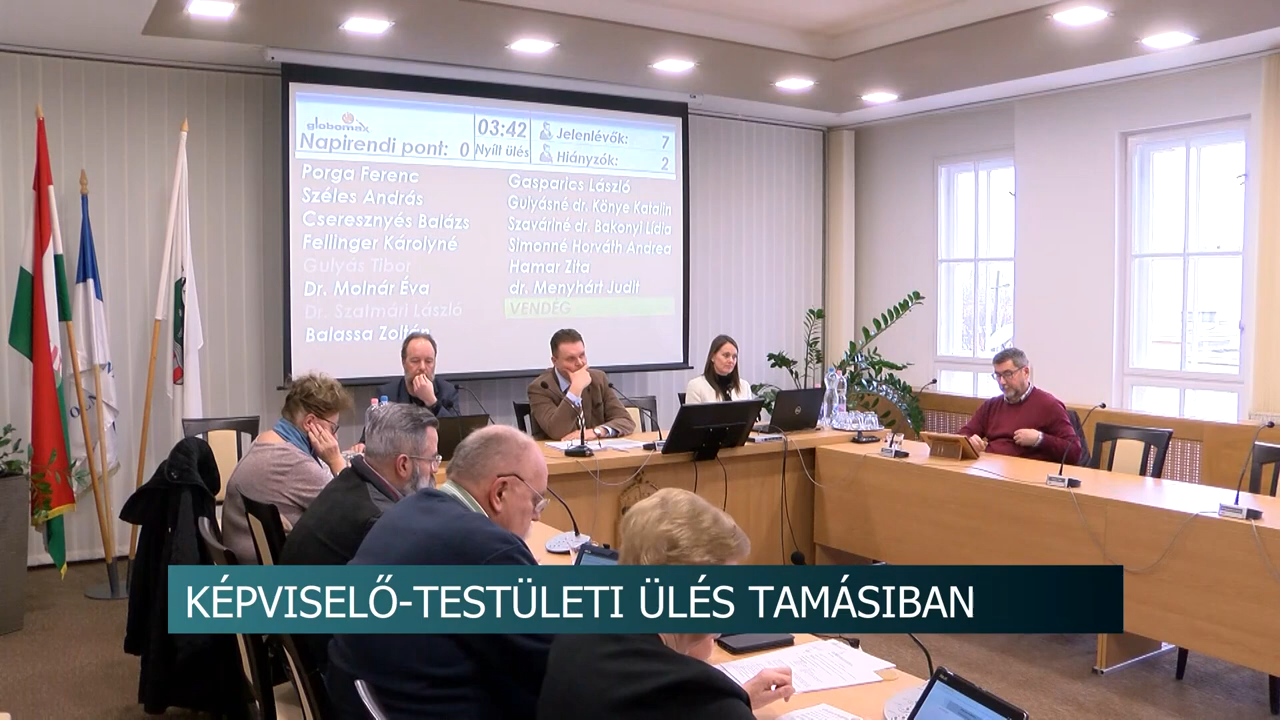 globomax
Napirendi pont: 0
03:42
Nyílt ülés
Jelenlévők: 7
Hiányzók: 2
Porga Ferenc
Széles András
Cseresznyés Balázs
Fellinger Károlyné
Gulyás Tibor
Dr. Molnár Éva
Dr. Szatmári László
Balassa Zoltán
Gasparics László
Gulyásné dr. Könye Katalin
Szaváriné dr. Bakonyi Lídia
Simonné Horváth Andrea
Hamar Zita
dr. Menyhárt Judit
VENDÉG
KÉPVISELŐ-TESTÜLETI ÜLÉS TAMÁSIBAN